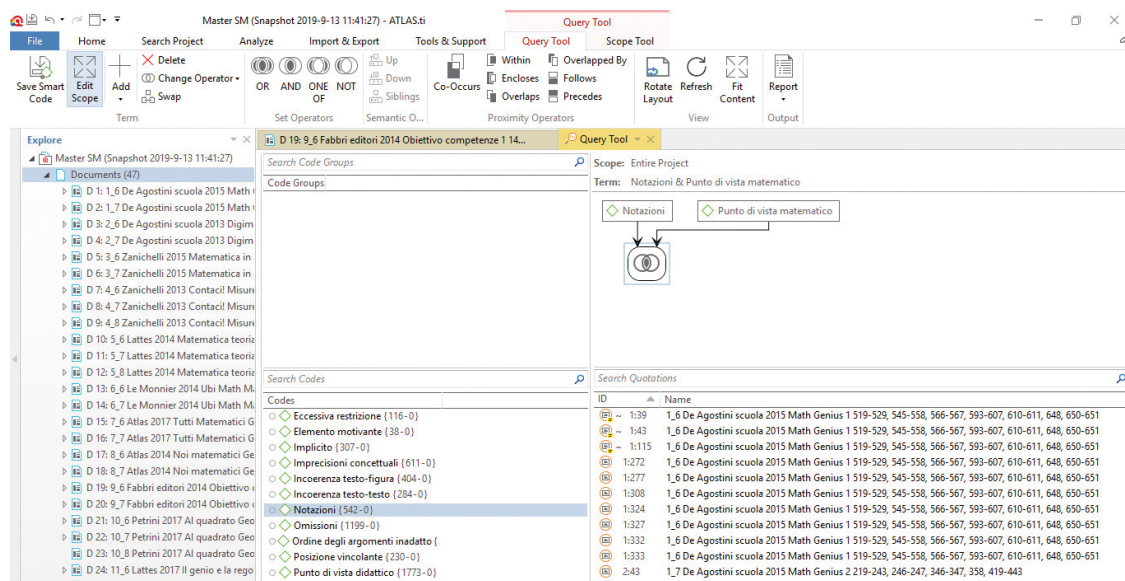 Master SM (Snapshot 2019-9-13 11:41:27) - ATLAS.ti
Query Tool
File Home Search Project Analyze Import & Export Tools & Support Query Tool Scope Tool
Save Smart Code
Edit Scope
Add
Delete
Change Operator
Swap
Term
OR AND ONE OF NOT
Set Operators
Up
Down
Siblings
Semantic O...
Co-Occurs
Within
Encloses
Overlaps
Overlapped By
Follows
Precedes
Proximity Operators
Rotate Layout
Refresh
Fit Content
View
Report
Output
Explore
Master SM (Snapshot 2019-9-13 11:41:27)
Documents (47)
D 1: 1_6 De Agostini scuola 2015 Math
D 2: 1_7 De Agostini scuola 2015 Math
D 3: 2_6 De Agostini scuola 2013 Digim
D 4: 2_7 De Agostini scuola 2013 Digim
D 5: 3_6 Zanichelli 2015 Matematica in
D 6: 3_7 Zanichelli 2015 Matematica in
D 7: 4_6 Zanichelli 2013 Contaci! Misure
D 8: 4_7 Zanichelli 2013 Contaci! Misure
D 9: 4_8 Zanichelli 2013 Contaci! Misure
D 10: 5_6 Lattes 2014 Matematica teoria
D 11: 5_7 Lattes 2014 Matematica teoria
D 12: 5_8 Lattes 2014 Matematica teoria
D 13: 6_6 Le Monnier 2014 Ubi Math M
D 14: 6_7 Le Monnier 2014 Ubi Math M
D 15: 7_6 Atlas 2017 Tutti Matematici G
D 16: 7_7 Atlas 2017 Tutti Matematici G
D 17: 8_6 Atlas 2014 Noi matematici Ge
D 18: 8_7 Atlas 2014 Noi matematici Ge
D 19: 9_6 Fabbri editori 2014 Obiettivo
D 20: 9_7 Fabbri editori 2014 Obiettivo
D 21: 10_6 Petrini 2017 Al quadrato Geo
D 22: 10_7 Petrini 2017 Al quadrato Geo
D 23: 10_8 Petrini 2017 Al quadrato Geo
D 24: 11_6 Lattes 2017 Il genio e la rego
D 19: 9_6 Fabbri editori 2014 Obiettivo competenze 1 14...
Query Tool
Search Code Groups
Code Groups
Search Codes
Codes
Eccessiva restrizione {116-0}
Elemento motivante {38-0}
Implicito {307-0}
Imprecisioni concettuali {611-0}
Incoerenza testo-figura {404-0}
Incoerenza testo-testo {284-0}
Notazioni {542-0}
Omissioni {1199-0}
Ordine degli argomenti inadatto {
Posizione vincolante {230-0}
Punto di vista didattico {1773-0}
Scope: Entire Project
Term: Notazioni & Punto di vista matematico
Notazioni
Punto di vista matematico
Search Quotations
ID Name
~ 1:39 1_6 De Agostini scuola 2015 Math Genius 1 519-529, 545-558, 566-567, 593-607, 610-611, 648, 650-651
~ 1:43 1_6 De Agostini scuola 2015 Math Genius 1 519-529, 545-558, 566-567, 593-607, 610-611, 648, 650-651
~ 1:115 1_6 De Agostini scuola 2015 Math Genius 1 519-529, 545-558, 566-567, 593-607, 610-611, 648, 650-651
1:272 1_6 De Agostini scuola 2015 Math Genius 1 519-529, 545-558, 566-567, 593-607, 610-611, 648, 650-651
1:277 1_6 De Agostini scuola 2015 Math Genius 1 519-529, 545-558, 566-567, 593-607, 610-611, 648, 650-651
1:308 1_6 De Agostini scuola 2015 Math Genius 1 519-529, 545-558, 566-567, 593-607, 610-611, 648, 650-651
1:324 1_6 De Agostini scuola 2015 Math Genius 1 519-529, 545-558, 566-567, 593-607, 610-611, 648, 650-651
1:327 1_6 De Agostini scuola 2015 Math Genius 1 519-529, 545-558, 566-567, 593-607, 610-611, 648, 650-651
1:332 1_6 De Agostini scuola 2015 Math Genius 1 519-529, 545-558, 566-567, 593-607, 610-611, 648, 650-651
1:333 1_6 De Agostini scuola 2015 Math Genius 1 519-529, 545-558, 566-567, 593-607, 610-611, 648, 650-651
2:43 1_7 De Agostini scuola 2015 Math Genius 2 219-243, 246-247, 346-347, 358, 419-443